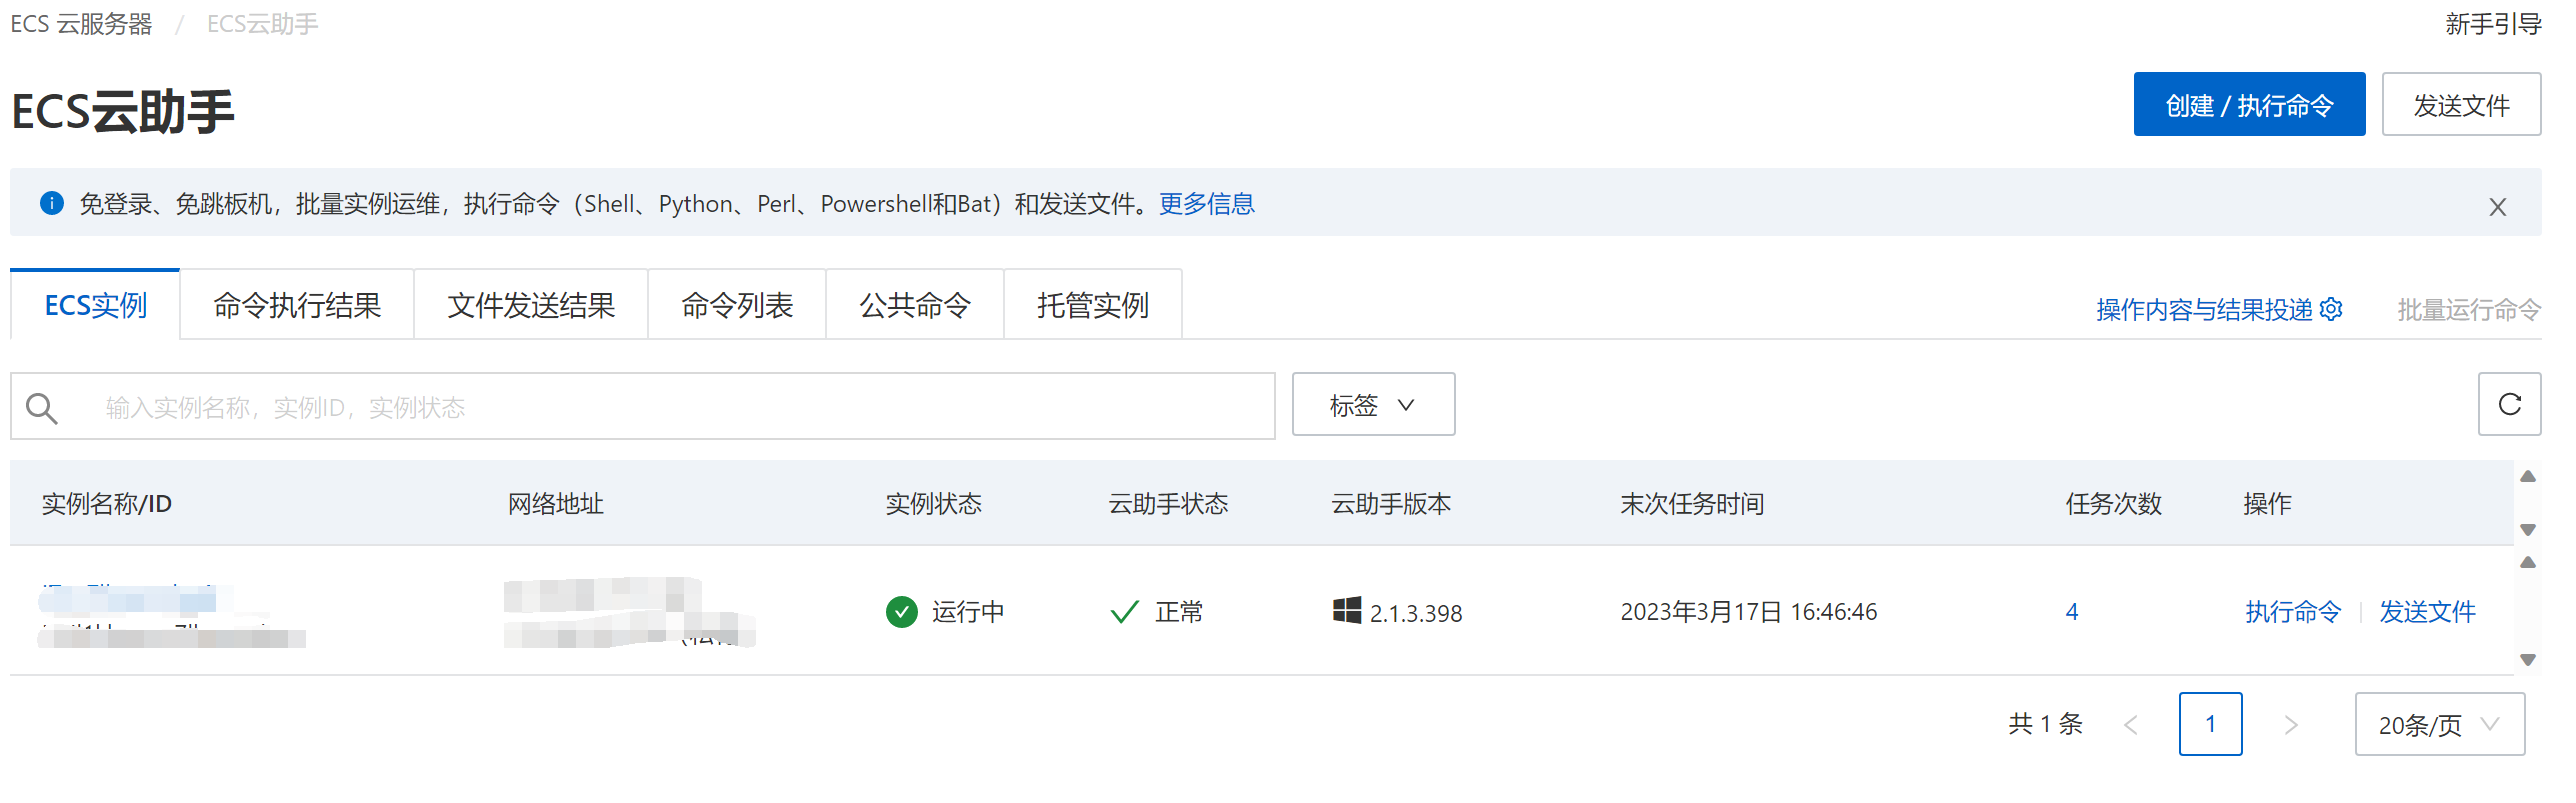 ECS 云服务器 / ECS云助手
新手引导
ECS云助手
创建 / 执行命令
发送文件
免登录、免跳板机，批量实例运维，执行命令（Shell、Python、Perl、Powershell和Bat）和发送文件。更多信息
ECS实例
命令执行结果
文件发送结果
命令列表
公共命令
托管实例
操作内容与结果投递
批量运行命令
输入实例名称，实例ID，实例状态
标签
实例名称/ID
网络地址
实例状态
云助手状态
云助手版本
末次任务时间
任务次数
操作
运行中
正常
2.1.3.398
2023年3月17日 16:46:46
4
执行命令
发送文件
共 1 条
1
20条/页